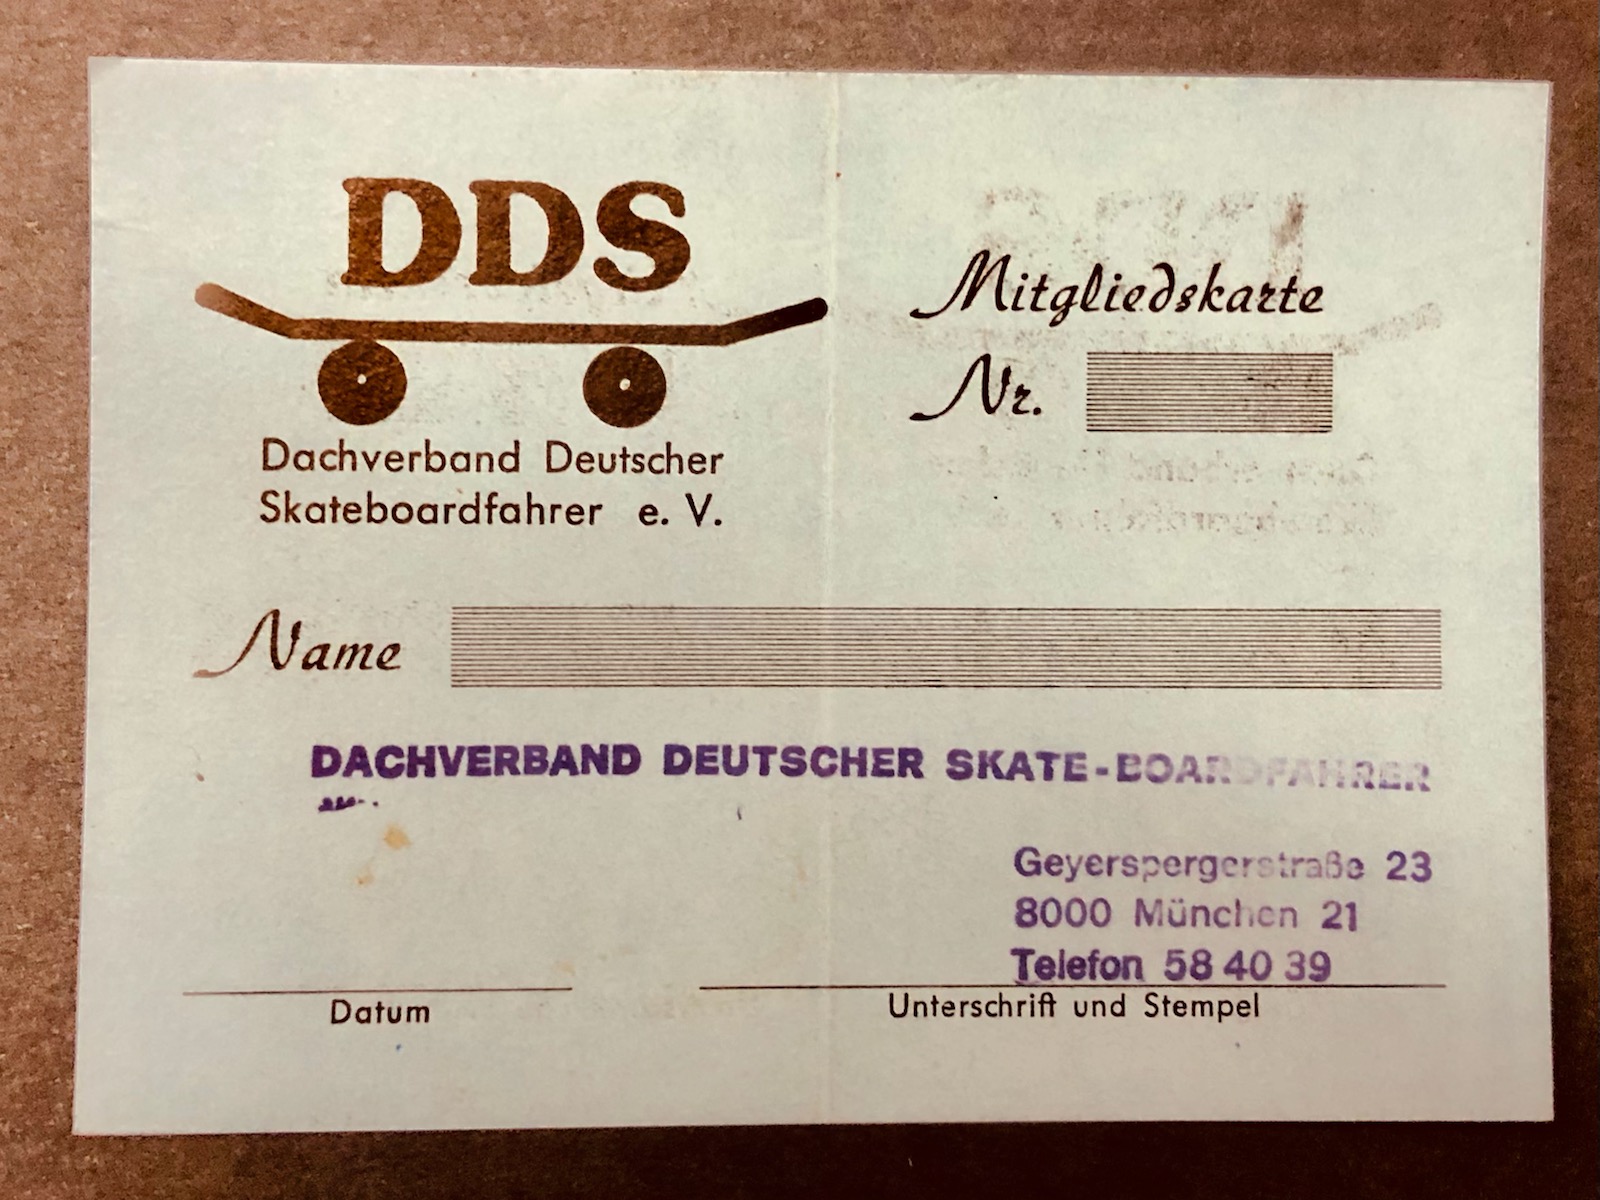 DDS
Dachverband Deutscher
Skateboardfahrer e. V.
Mitgliedskarte
Nr.
Name
DACHVERBAND DEUTSCHER SKATE-BOARDFAHRER
Geyerspergerstraße 23
8000 München 21
Telefon 58 40 39
Datum
Unterschrift und Stempel